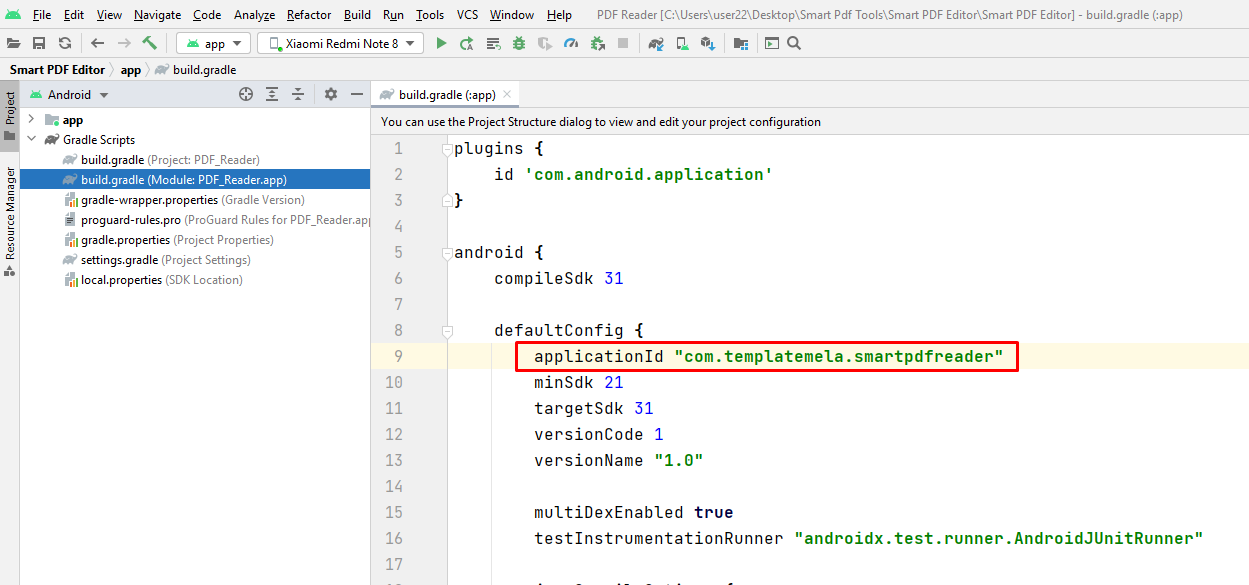 File Edit View Navigate Code Analyze Refactor Build Run Tools VCS Window Help PDF Reader [C:\Users\user22\Desktop\Smart Pdf Tools\Smart PDF Editor\Smart PDF Editor] - build.gradle (:app)
app Xiaomi Redmi Note 8
Smart PDF Editor app build.gradle
Project
Resource Manager
Android
app
Gradle Scripts
build.gradle (Project: PDF_Reader)
build.gradle (Module: PDF_Reader.app)
gradle-wrapper.properties (Gradle Version)
proguard-rules.pro (ProGuard Rules for PDF_Reader.app
gradle.properties (Project Properties)
settings.gradle (Project Settings)
local.properties (SDK Location)
build.gradle (:app)
You can use the Project Structure dialog to view and edit your project configuration
1 plugins {
2 id 'com.android.application'
3 }
4
5 android {
6 compileSdk 31
7
8 defaultConfig {
9 applicationId "com.templatemela.smartpdfreader"
10 minSdk 21
11 targetSdk 31
12 versionCode 1
13 versionName "1.0"
14
15 multiDexEnabled true
16 testInstrumentationRunner "androidx.test.runner.AndroidJUnitRunner"
17